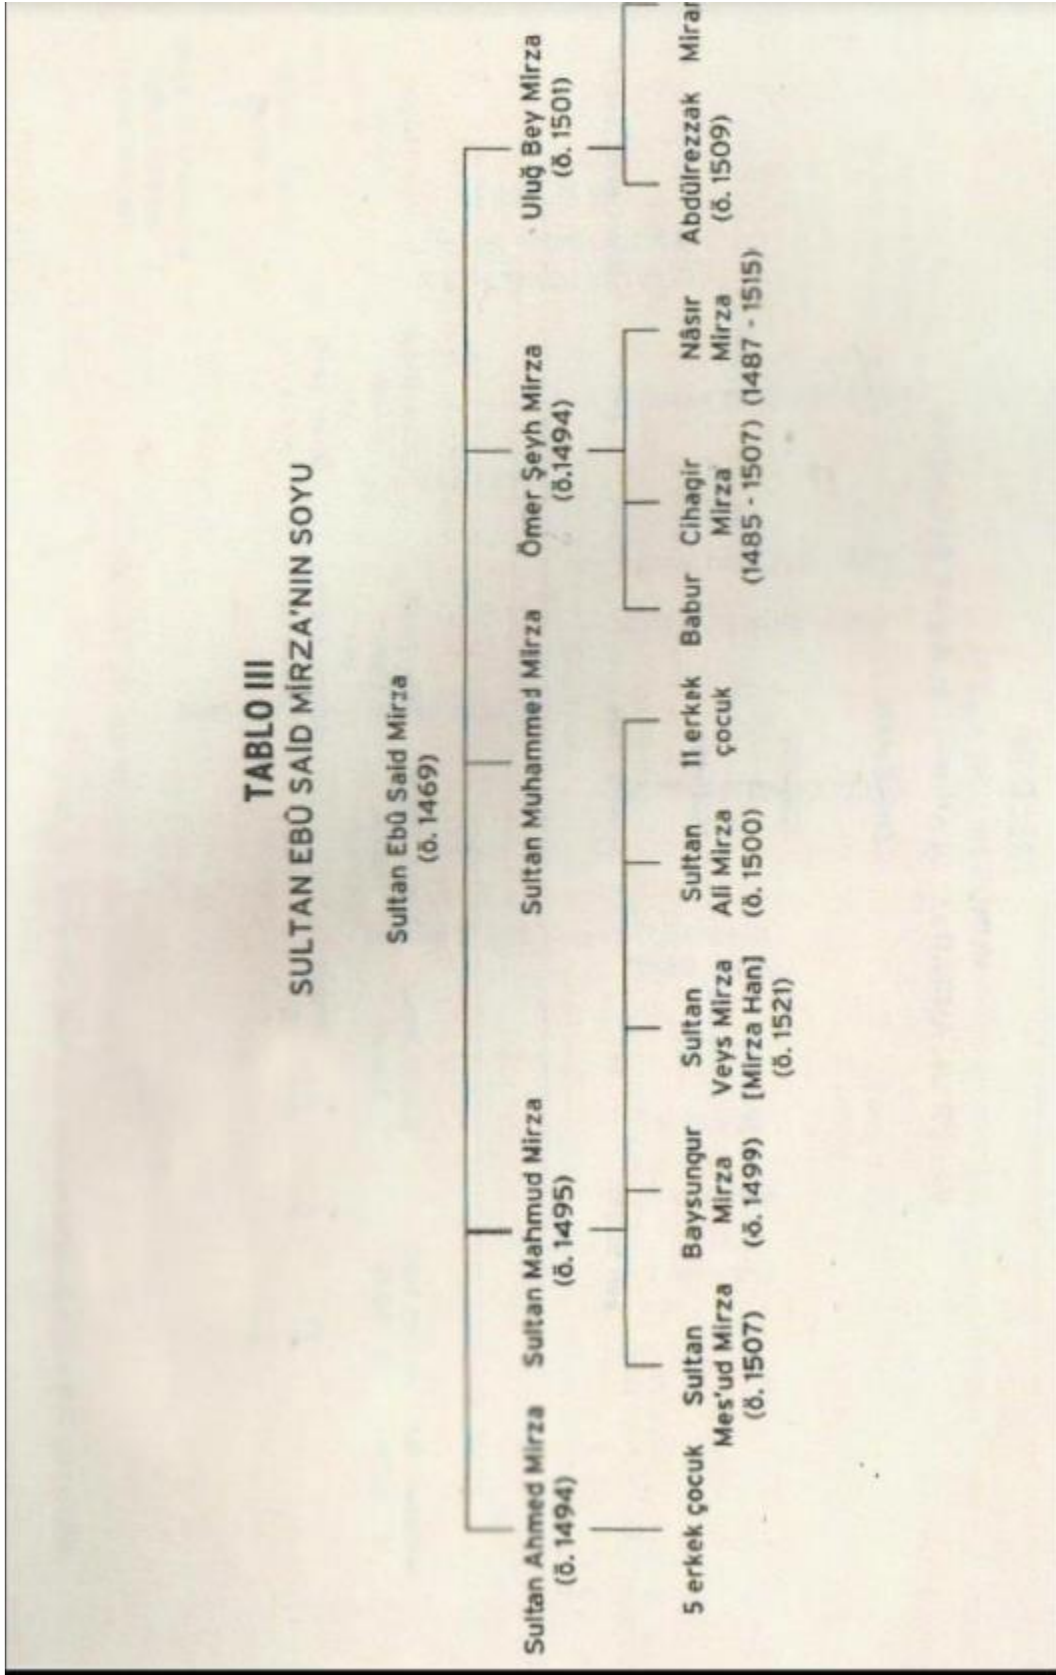 TABLO III
SULTAN EBÛ SAİD MİRZA'NIN SOYU
Sultan Ebû Said Mirza
(ö. 1469)
Sultan Ahmed Mirza
(ö. 1494)
Sultan Mahmud Mirza
(ö. 1495)
Sultan Muhammed Mirza
Ömer Şeyh Mirza
(ö.1494)
Uluğ Bey Mirza
(ö. 1501)
5 erkek çocuk
Sultan
Mes'ud Mirza
(ö. 1507)
Baysungur
Mirza
(ö. 1499)
Sultan
Veys Mirza
[Mirza Han]
(ö. 1521)
Sultan
Ali Mirza
(ö. 1500)
11 erkek
çocuk
Babur
Cihagir
Mirza
(1485 - 1507)
Nâsır
Mirza
(1487 - 1515)
Abdülrezzak
(ö. 1509)